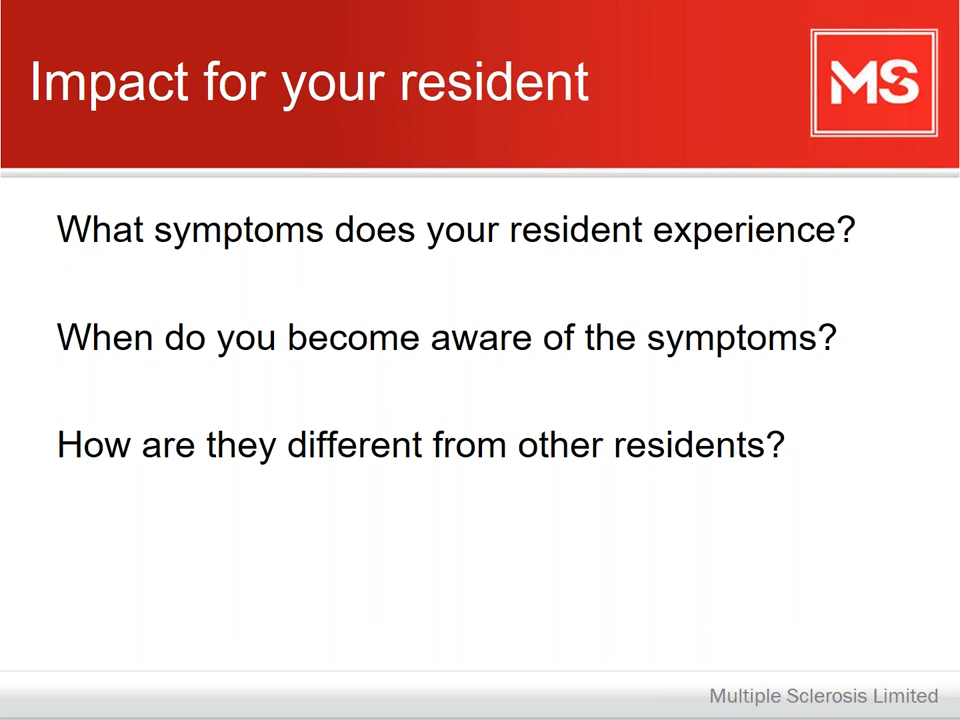 Impact for your resident
MS
What symptoms does your resident experience?
When do you become aware of the symptoms?
How are they different from other residents?
Multiple Sclerosis Limited